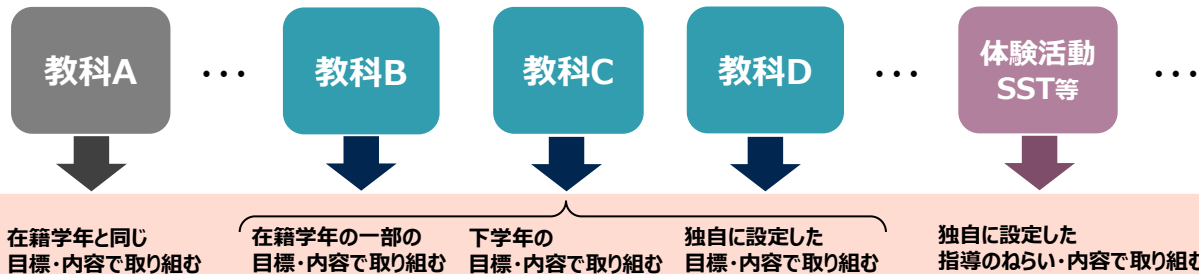 教科A
・・・
教科B
教科C
教科D
・・・
体験活動
SST等
・・・
在籍学年と同じ
目標・内容で取り組む
在籍学年の一部の
目標・内容で取り組む
下学年の
目標・内容で取り組む
独自に設定した
目標・内容で取り組む
独自に設定した
指導のねらい・内容で取り組む